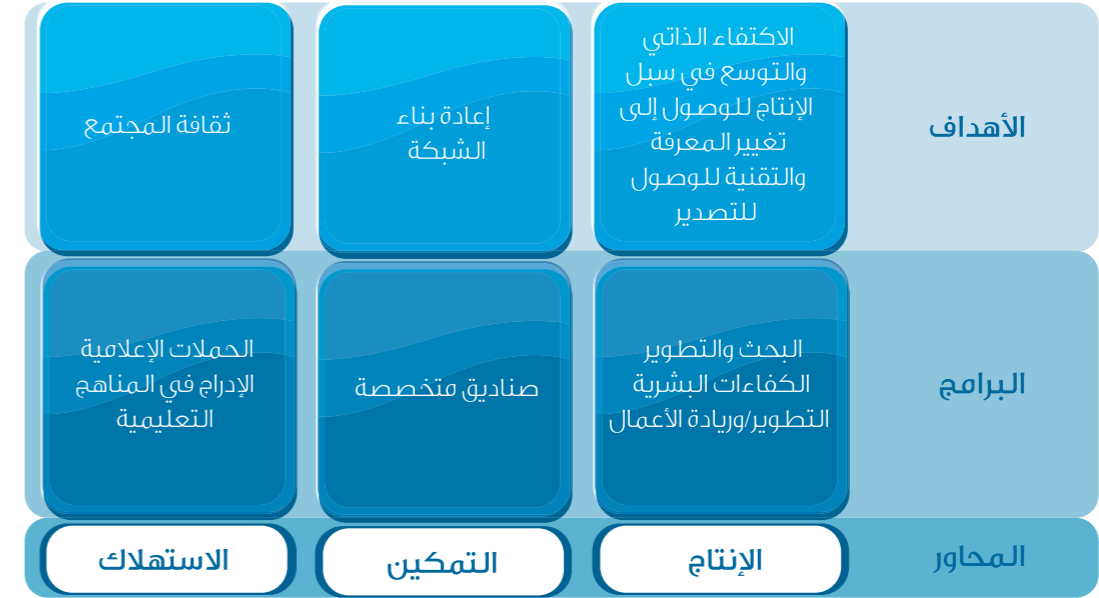 الأهداف
الاكتفاء الذاتي
والتوسع في سبل
الإنتاج للوصول إلى
تغيير المعرفة
والتقنية للوصول
للتصدير
إعادة بناء
الشبكة
ثقافة المجتمع
البرامج
البحث والتطوير
الكفاءات البشرية
التطوير/وريادة الأعمال
صناديق متخصصة
الحملات الإعلامية
الإدراج في المناهج
التعليمية
المحاور
الإنتاج
التمكين
الاستهلاك